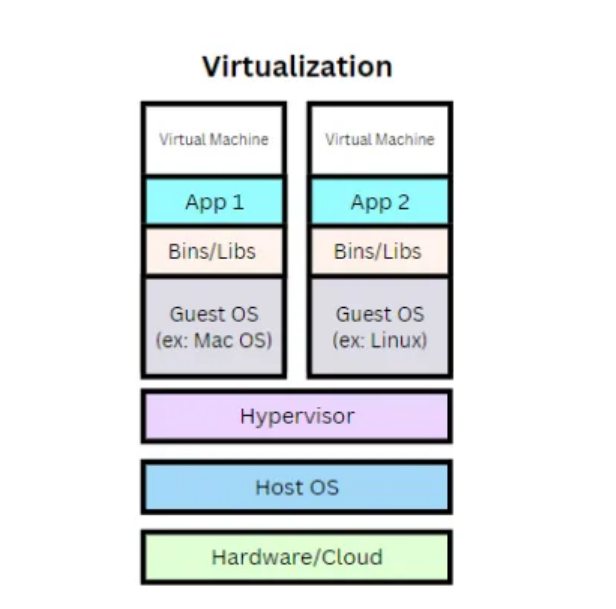 Virtualization
Virtual Machine
App 1
Bins/Libs
Guest OS
(ex: Mac OS)
Virtual Machine
App 2
Bins/Libs
Guest OS
(ex: Linux)
Hypervisor
Host OS
Hardware/Cloud